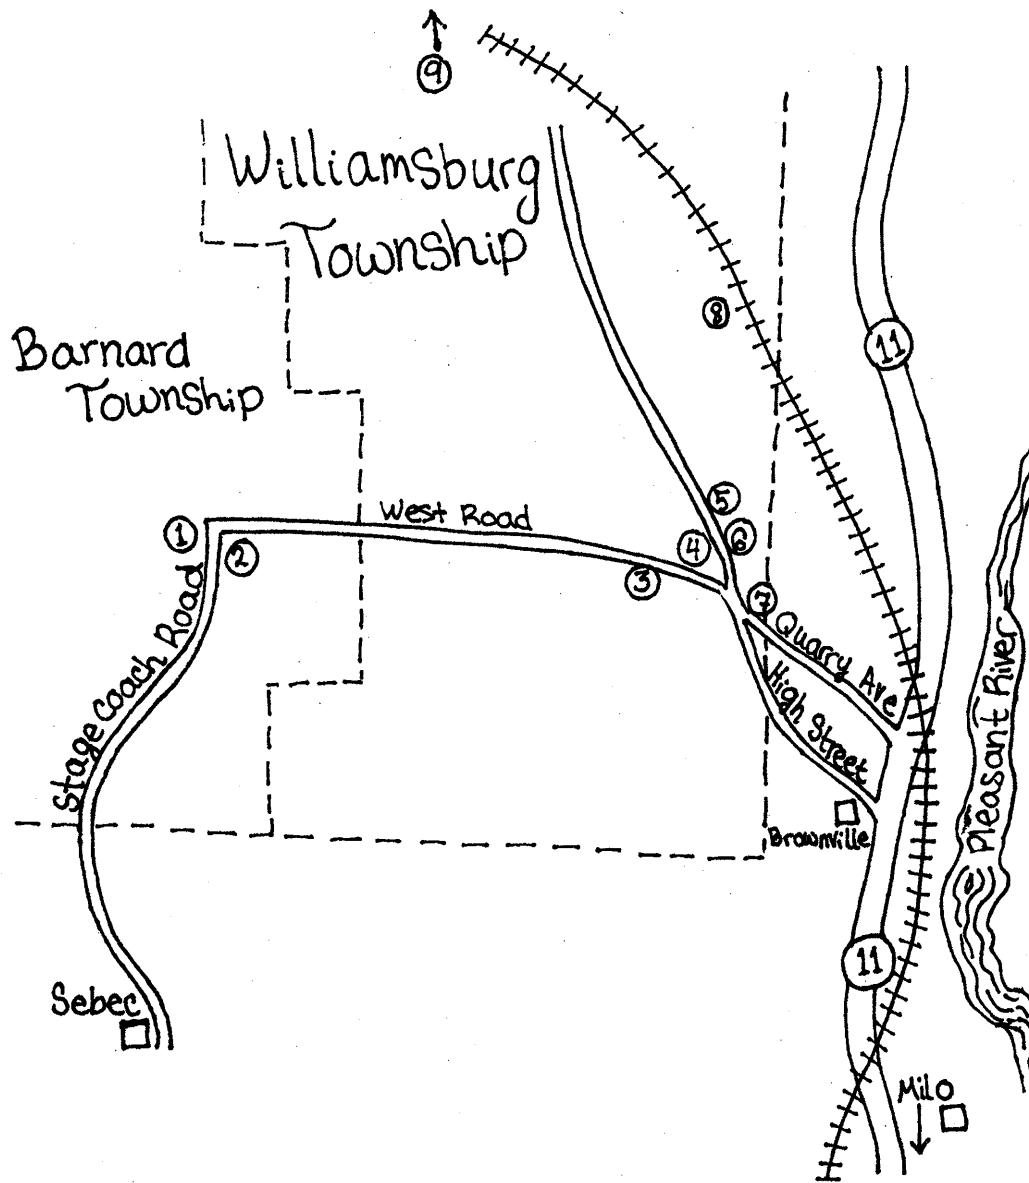 9
Williamsburg
Township
8
11
Barnard
Township
5
West Road
1
4
6
2
3
7
Stage Coach Road
Quarry Ave
High Street
Pleasant River
Brownville
11
Sebec
Milo